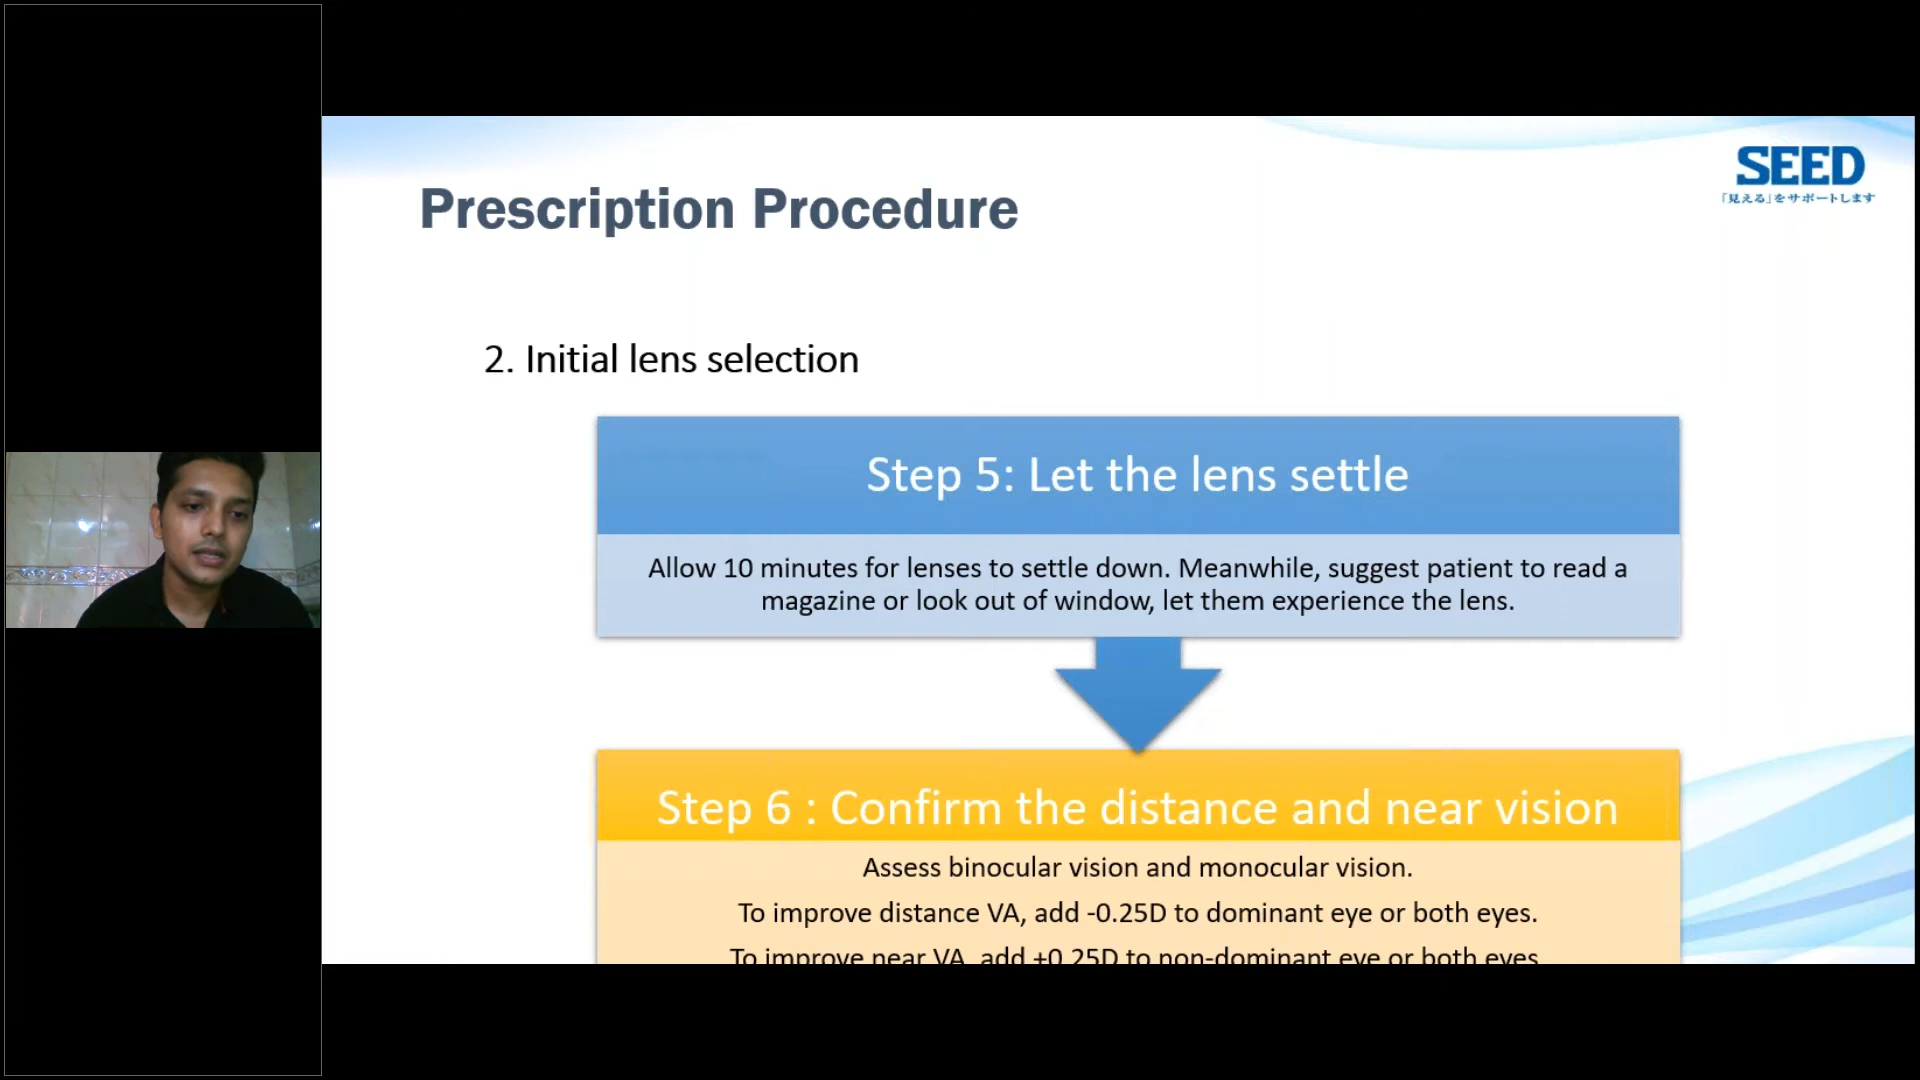 SEED
「見える」をサポートします
Prescription Procedure
2. Initial lens selection
Step 5: Let the lens settle
Allow 10 minutes for lenses to settle down. Meanwhile, suggest patient to read a
magazine or look out of window, let them experience the lens.
Step 6 : Confirm the distance and near vision
Assess binocular vision and monocular vision.
To improve distance VA, add -0.25D to dominant eye or both eyes.
To improve near VA, add +0.25D to non-dominant eye or both eyes